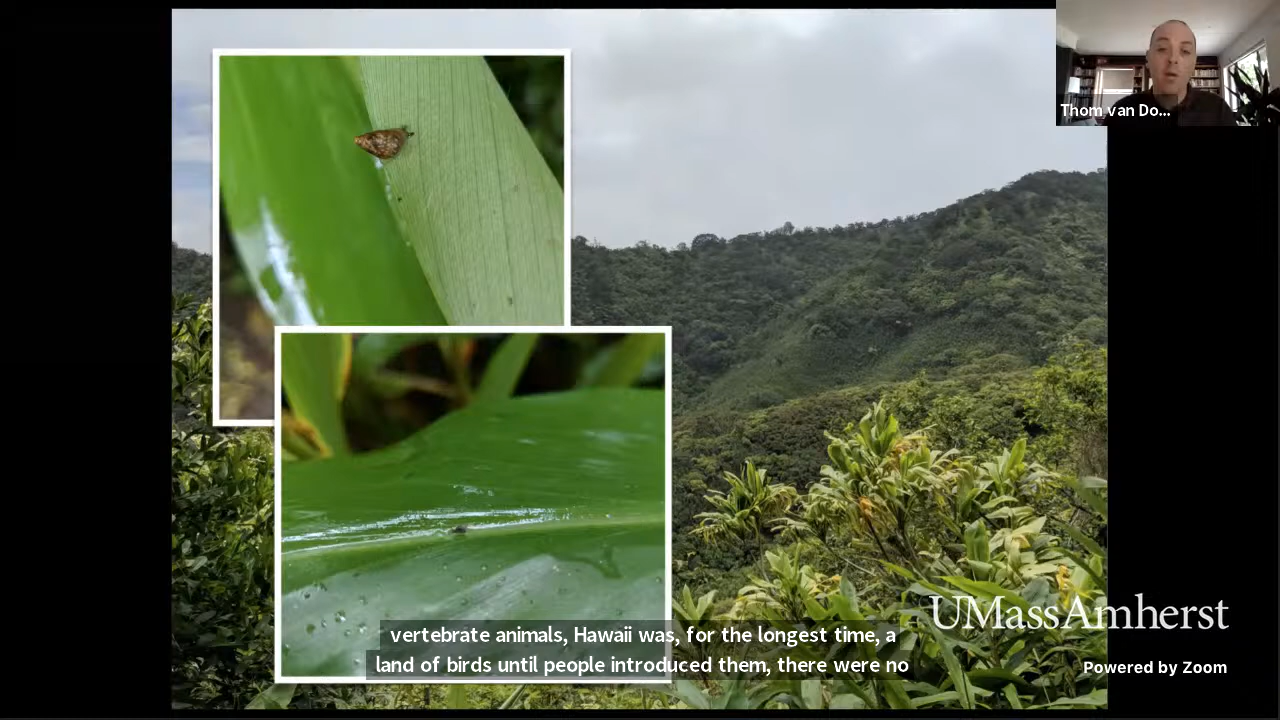 Thom van Do...
UMassAmherst
vertebrate animals, Hawaii was, for the longest time, a
land of birds until people introduced them, there were no
Powered by Zoom